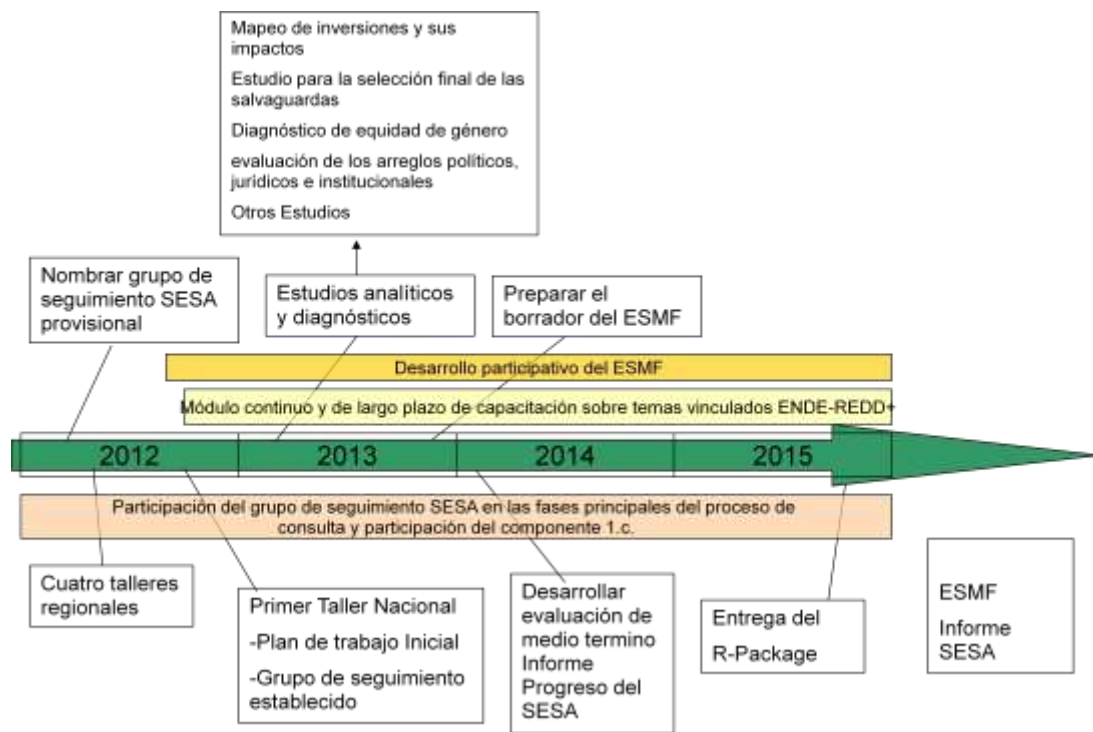 Mapeo de inversiones y sus
impactos
Estudio para la selección final de las
salvaguardas
Diagnóstico de equidad de género
evaluación de los arreglos políticos,
jurídicos e institucionales
Otros Estudios
Nombrar grupo de
seguimiento SESA
provisional
Estudios analíticos
y diagnósticos
Preparar el
borrador del ESMF
Desarrollo participativo del ESMF
Módulo continuo y de largo plazo de capacitación sobre temas vinculados ENDE-REDD+
2012
2013
2014
2015
Participación del grupo de seguimiento SESA en las fases principales del proceso de
consulta y participación del componente 1.c.
Cuatro talleres
regionales
Primer Taller Nacional
-Plan de trabajo Inicial
-Grupo de seguimiento
establecido
Desarrollar
evaluación de
medio termino
Informe
Progreso del
SESA
Entrega del
R-Package
ESMF
Informe
SESA